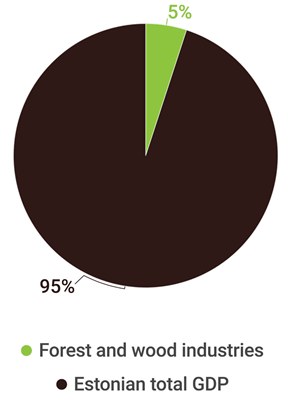 5%
95%
Forest and wood industries
Estonian total GDP